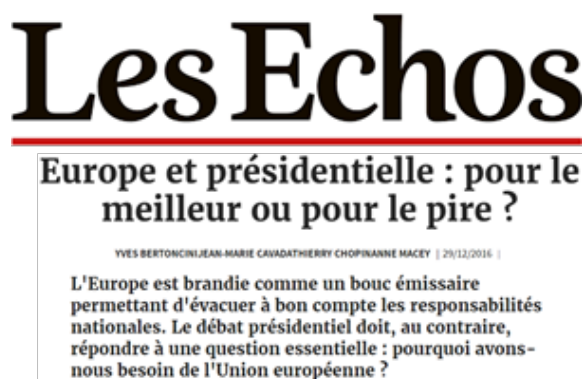 Les Echos
Europe et présidentielle : pour le
meilleur ou pour le pire ?
YVES BERTONCINIJEAN-MARIE CAVADATHIERRY CHOPINANNE MACEY | 29/12/2016 |
L'Europe est brandie comme un bouc émissaire
permettant d'évacuer à bon compte les responsabilités
nationales. Le débat présidentiel doit, au contraire,
répondre à une question essentielle : pourquoi avons-
nous besoin de l'Union européenne ?